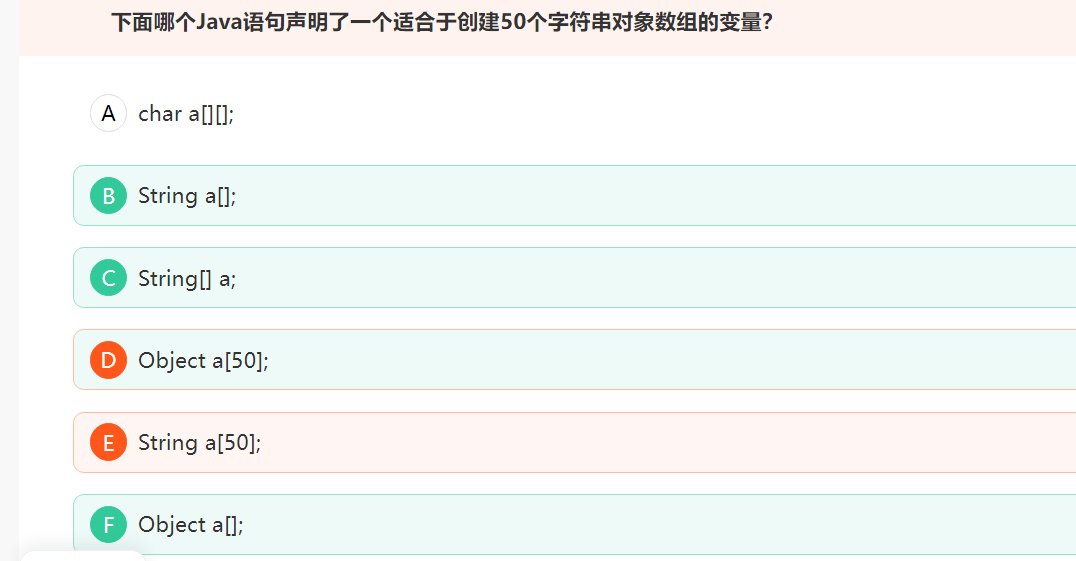 下面哪个Java语句声明了一个适合于创建50个字符串对象数组的变量？
A char a[][];
B String a[];
C String[] a;
D Object a[50];
E String a[50];
F Object a[];